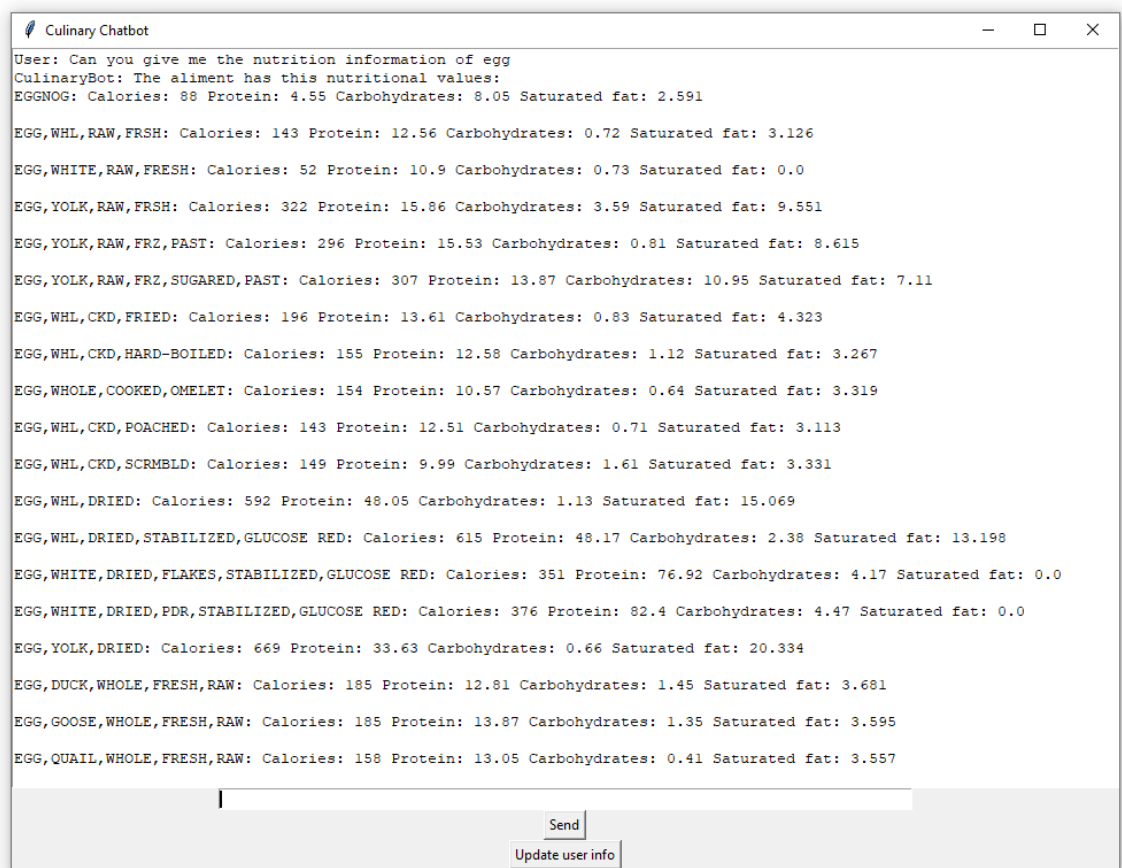 Culinary Chatbot
User: Can you give me the nutrition information of egg
CulinaryBot: The aliment has this nutritional values:
EGGNOG: Calories: 88 Protein: 4.55 Carbohydrates: 8.05 Saturated fat: 2.591
EGG,WHL,RAW,FRSH: Calories: 143 Protein: 12.56 Carbohydrates: 0.72 Saturated fat: 3.126
EGG,WHITE,RAW,FRESH: Calories: 52 Protein: 10.9 Carbohydrates: 0.73 Saturated fat: 0.0
EGG,YOLK,RAW,FRSH: Calories: 322 Protein: 15.86 Carbohydrates: 3.59 Saturated fat: 9.551
EGG,YOLK,RAW,FRZ,PAST: Calories: 296 Protein: 15.53 Carbohydrates: 0.81 Saturated fat: 8.615
EGG,YOLK,RAW,FRZ,SUGARED,PAST: Calories: 307 Protein: 13.87 Carbohydrates: 10.95 Saturated fat: 7.11
EGG,WHL,CKD,FRIED: Calories: 196 Protein: 13.61 Carbohydrates: 0.83 Saturated fat: 4.323
EGG,WHL,CKD,HARD-BOILED: Calories: 155 Protein: 12.58 Carbohydrates: 1.12 Saturated fat: 3.267
EGG,WHOLE,COOKED,OMELET: Calories: 154 Protein: 10.57 Carbohydrates: 0.64 Saturated fat: 3.319
EGG,WHL,CKD,POACHED: Calories: 143 Protein: 12.51 Carbohydrates: 0.71 Saturated fat: 3.113
EGG,WHL,CKD,SCRMBLD: Calories: 149 Protein: 9.99 Carbohydrates: 1.61 Saturated fat: 3.331
EGG,WHL,DRIED: Calories: 592 Protein: 48.05 Carbohydrates: 1.13 Saturated fat: 15.069
EGG,WHL,DRIED,STABILIZED,GLUCOSE RED: Calories: 615 Protein: 48.17 Carbohydrates: 2.38 Saturated fat: 13.198
EGG,WHITE,DRIED,FLAKES,STABILIZED,GLUCOSE RED: Calories: 351 Protein: 76.92 Carbohydrates: 4.17 Saturated fat: 0.0
EGG,WHITE,DRIED,PDR,STABILIZED,GLUCOSE RED: Calories: 376 Protein: 82.4 Carbohydrates: 4.47 Saturated fat: 0.0
EGG,YOLK,DRIED: Calories: 669 Protein: 33.63 Carbohydrates: 0.66 Saturated fat: 20.334
EGG,DUCK,WHOLE,FRESH,RAW: Calories: 185 Protein: 12.81 Carbohydrates: 1.45 Saturated fat: 3.681
EGG,GOOSE,WHOLE,FRESH,RAW: Calories: 185 Protein: 13.87 Carbohydrates: 1.35 Saturated fat: 3.595
EGG,QUAIL,WHOLE,FRESH,RAW: Calories: 158 Protein: 13.05 Carbohydrates: 0.41 Saturated fat: 3.557
Send
Update user info